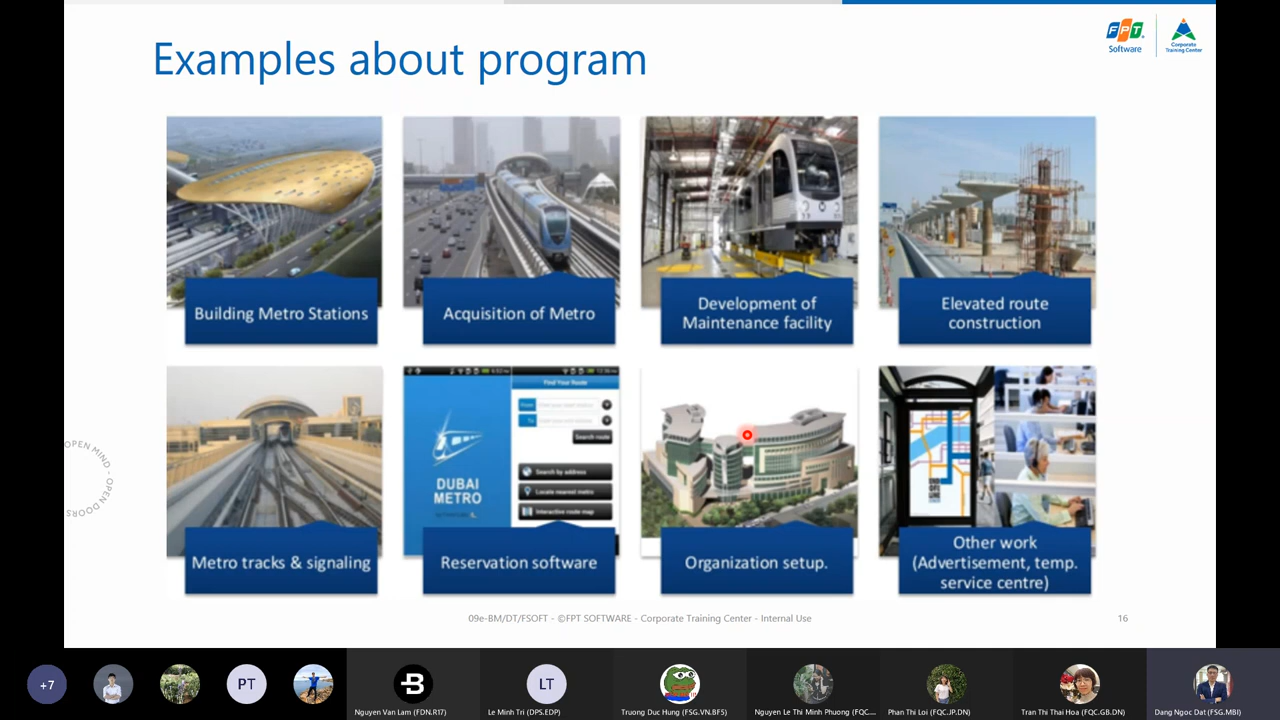 Examples about program
FPT
Software
Corporate
Training Center
Building Metro Stations
Acquisition of Metro
Development of
Maintenance facility
Elevated route
construction
OPEN MIND - OPEN DOORS
Metro tracks & signaling
Find Your Route
From
To
Search route
Search by address
Locate nearest metro
Interactive route map
DUBAI
METRO
Reservation software
Organization setup.
Other work
(Advertisement, temp.
service centre)
09e-BM/DT/FSOFT - ©FPT SOFTWARE - Corporate Training Center - Internal Use
16
+7
PT
B
Nguyen Van Lam (FDN.R17)
LT
Le Minh Tri (DPS.EDP)
Truong Duc Hung (FSG.VN.BF5)
Nguyen Le Thi Minh Phuong (FQC....
Phan Thi Loi (FQC.JP.DN)
Tran Thi Thai Hoa (FQC.GB.DN)
Dang Ngoc Dat(FSG.MBI)